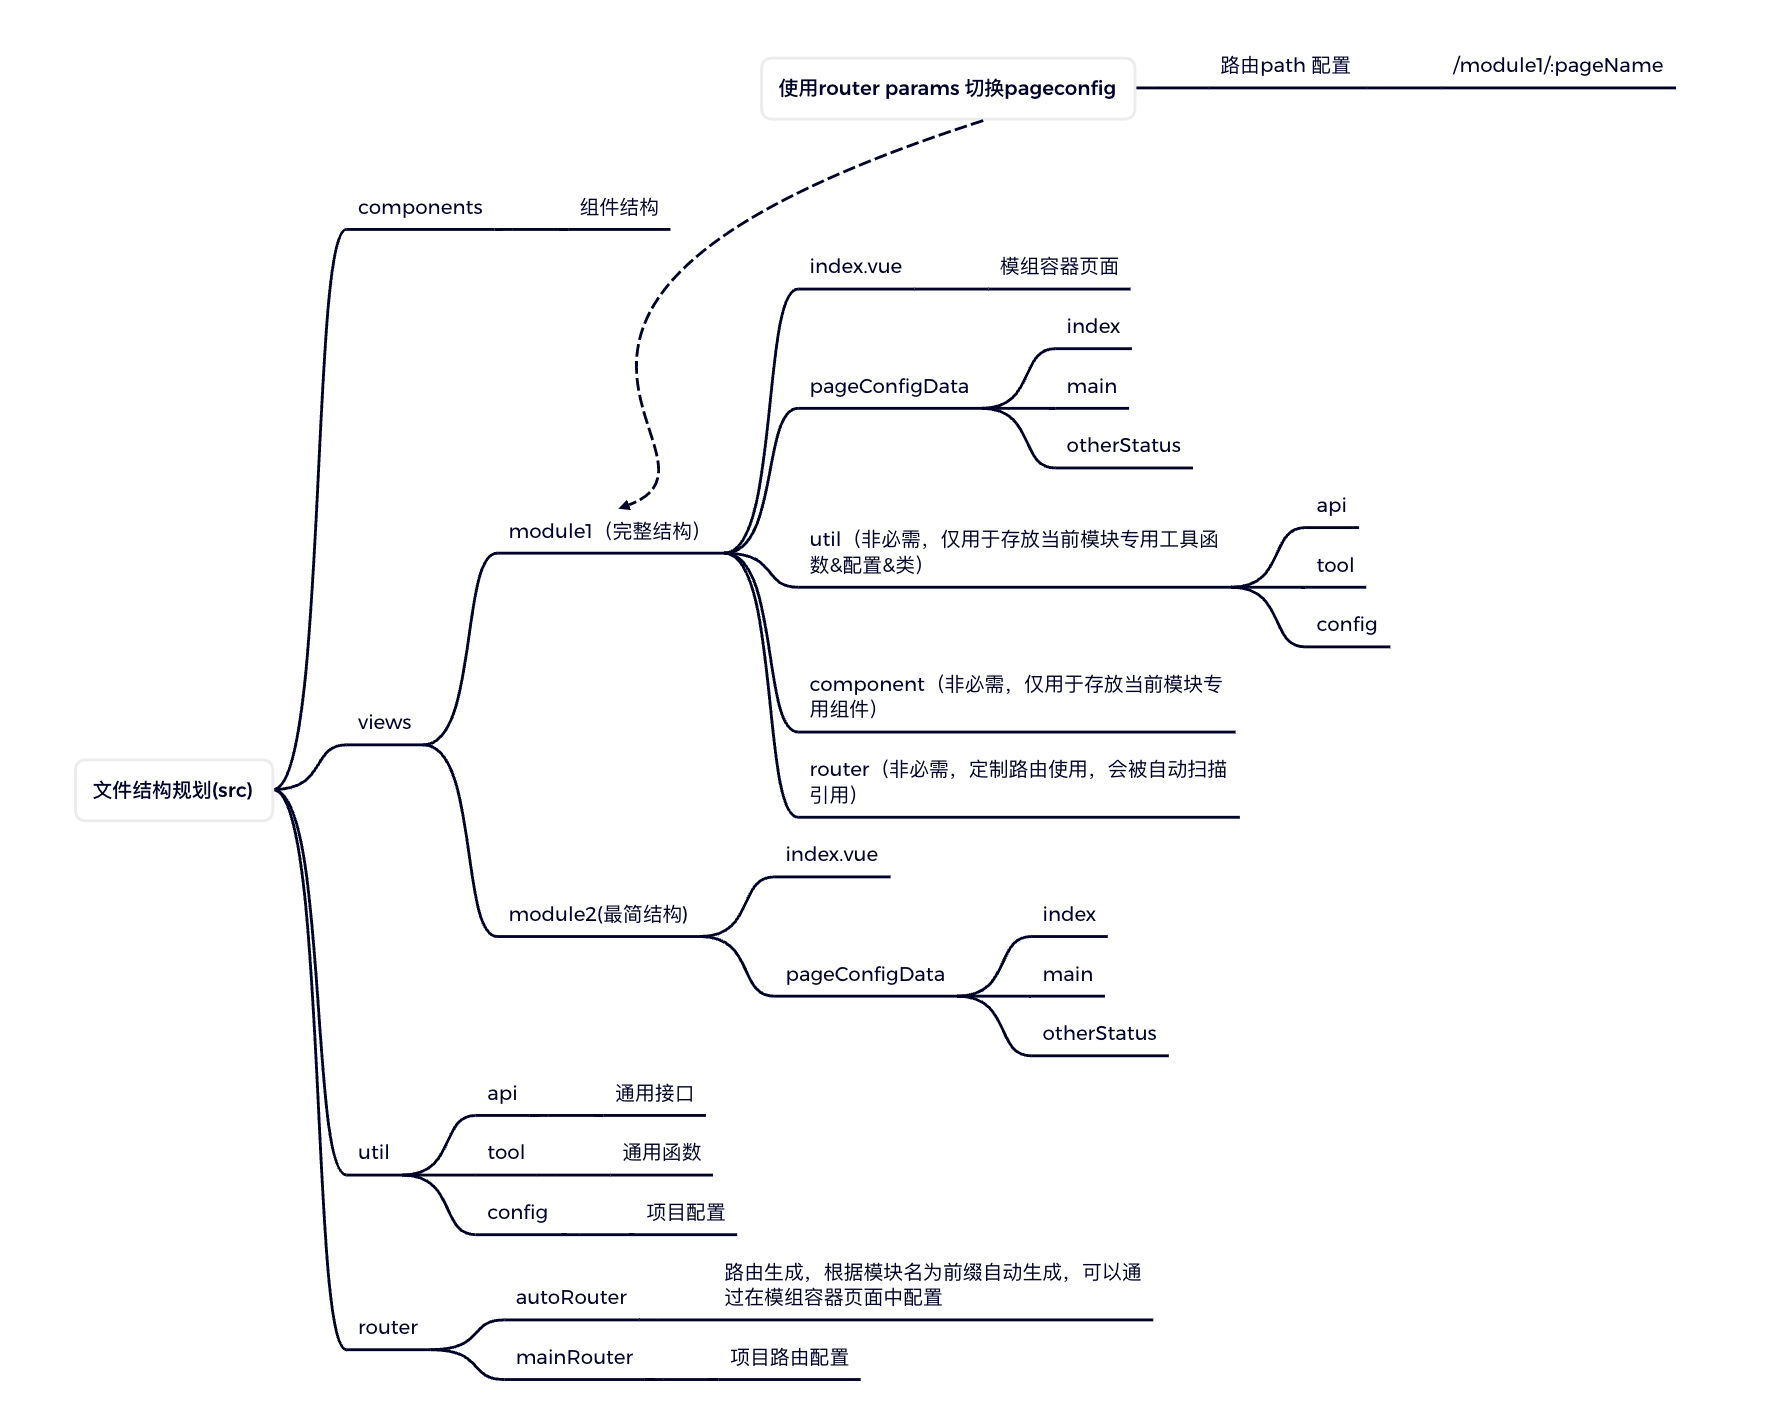 使用router params 切换pageconfig
路由path 配置
/module1/:pageName
文件结构规划(src)
components
组件结构
views
module1（完整结构）
index.vue
模组容器页面
pageConfigData
index
main
otherStatus
util（非必需，仅用于存放当前模块专用工具函
数&配置&类）
api
tool
config
component（非必需，仅用于存放当前模块专
用组件）
router（非必需，定制路由使用，会被自动扫描
引用）
module2(最简结构)
index.vue
pageConfigData
index
main
otherStatus
util
api
通用接口
tool
通用函数
config
项目配置
router
autoRouter
路由生成，根据模块名为前缀自动生成，可以通
过在模组容器页面中配置
mainRouter
项目路由配置